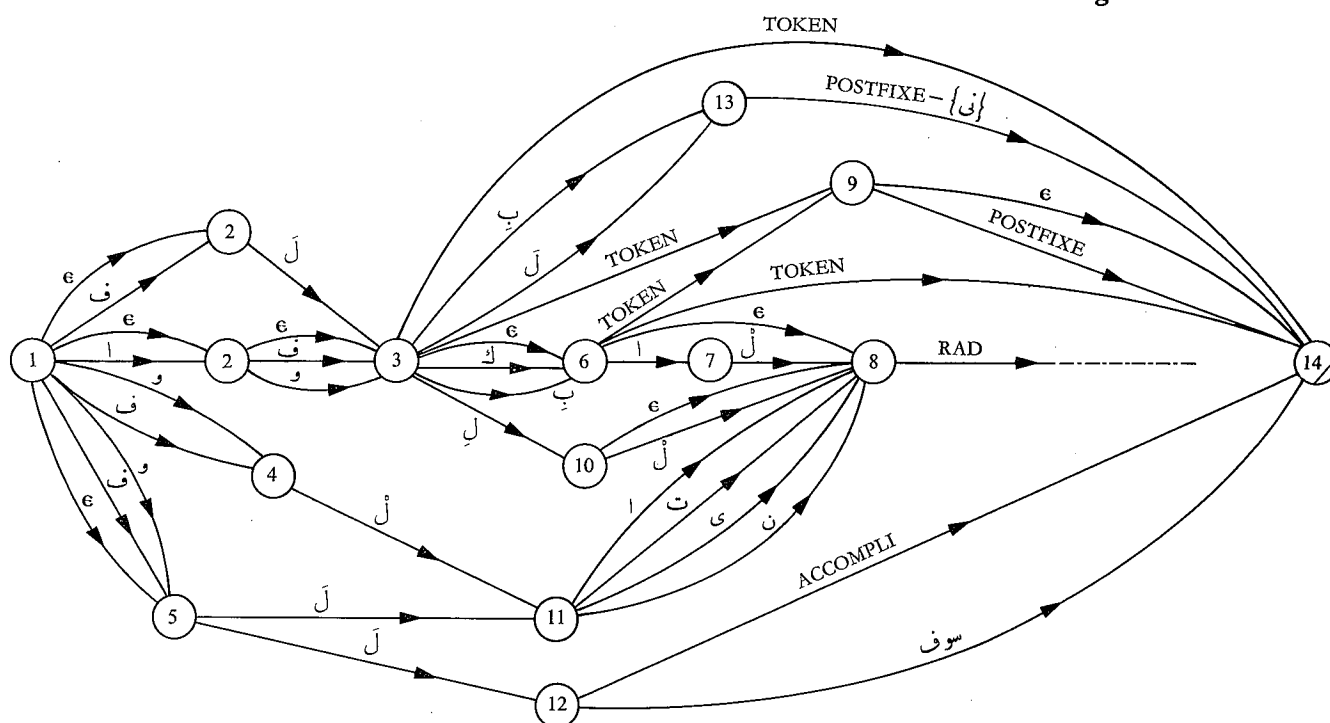 g
TOKEN
13
POSTFIXE – {نى}
9
ϵ
بِ
2
لَ
POSTFIXE
ϵ
TOKEN
لَ
TOKEN
ف
TOKEN
ϵ
ϵ
ϵ
ϵ
لْ
RAD
1
ا
2
ف
3
ك
6
ا
7
8
14
و
و
بِ
ف
لِ
ϵ
و
ف
4
10
لْ
ϵ
ا
ت
ى
ن
لْ
ACCOMPLI
5
لَ
11
لَ
سوف
12